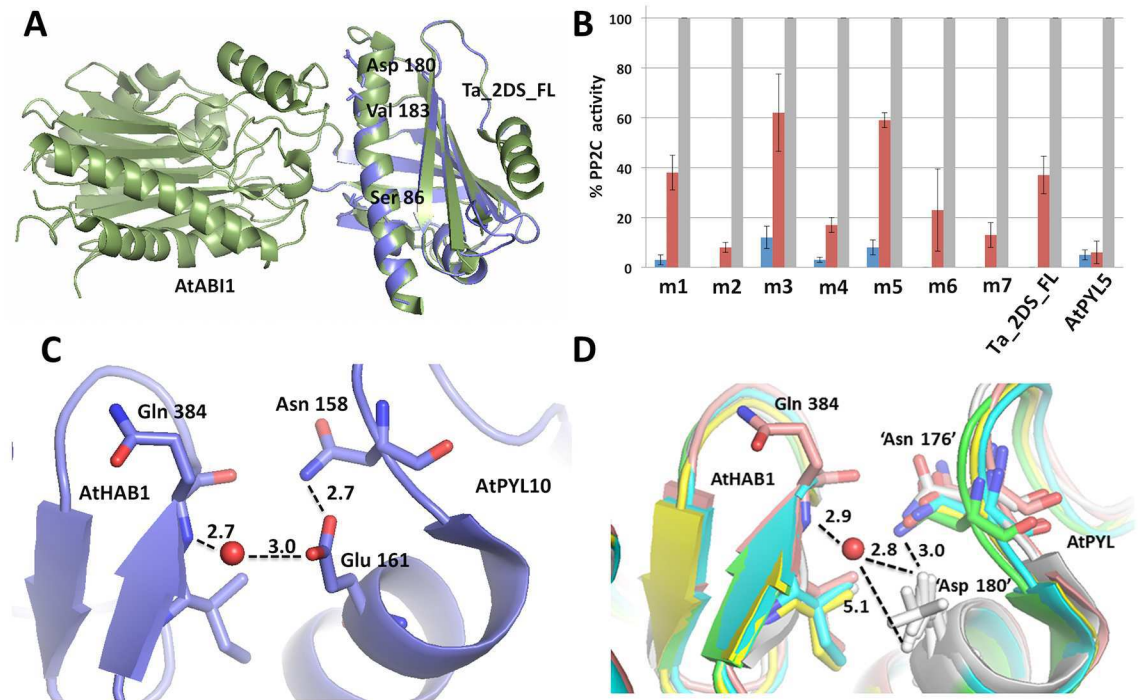 A
Asp 180
Ta_2DS_FL
Val 183
Ser 86
AtABI1
B
% PP2C activity
100
80
60
40
20
0
m1 m2 m3 m4 m5 m6 m7 Ta_2DS_FL AtPYL5
C
Gln 384
Asn 158
AtHAB1
AtPYL10
2.7
2.7
3.0
Glu 161
D
Gln 384
'Asn 176'
AtHAB1
2.9
AtPYL
2.8
3.0
'Asp 180'
5.1